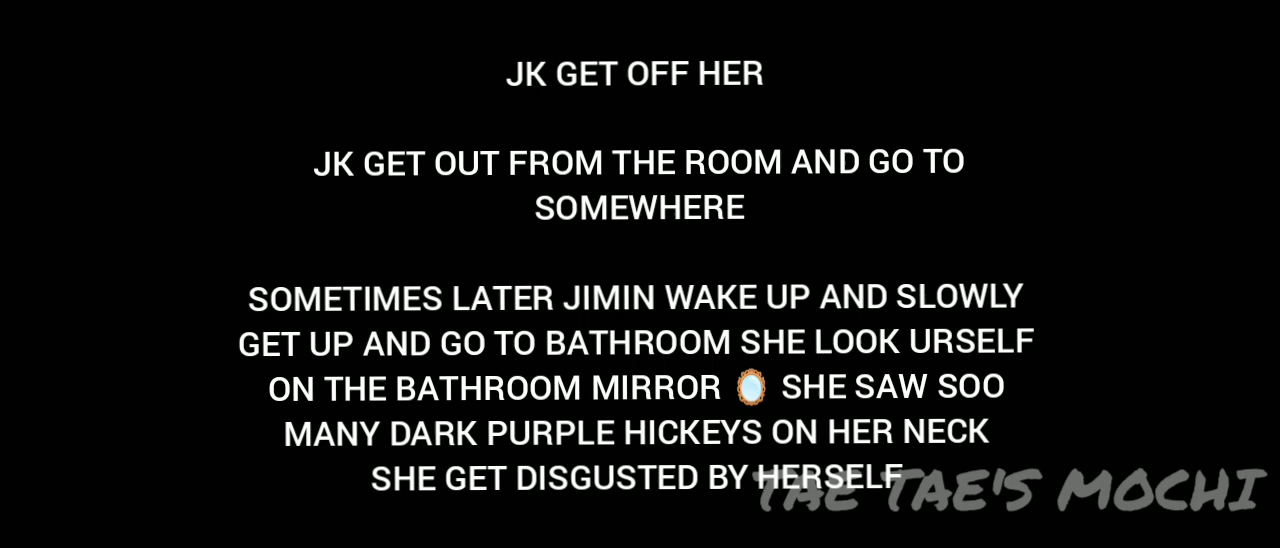 JK GET OFF HER
JK GET OUT FROM THE ROOM AND GO TO
SOMEWHERE
SOMETIMES LATER JIMIN WAKE UP AND SLOWLY
GET UP AND GO TO BATHROOM SHE LOOK URSELF
ON THE BATHROOM MIRROR 🪞 SHE SAW SOO
MANY DARK PURPLE HICKEYS ON HER NECK
SHE GET DISGUSTED BY HERSELF
TAE TAE'S MOCHI